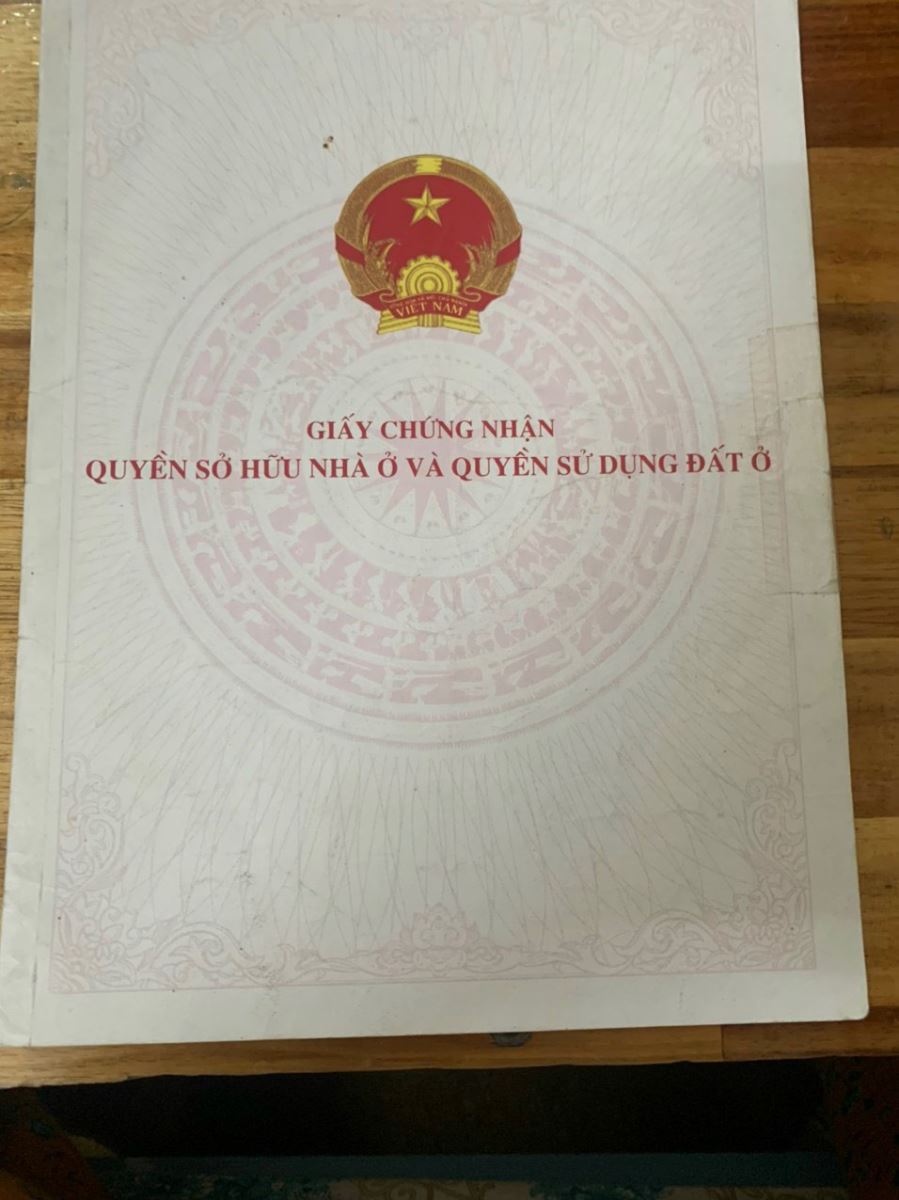 VIỆT NAM
GIẤY CHỨNG NHẬN
QUYỀN SỞ HỮU NHÀ Ở VÀ QUYỀN SỬ DỤNG ĐẤT Ở